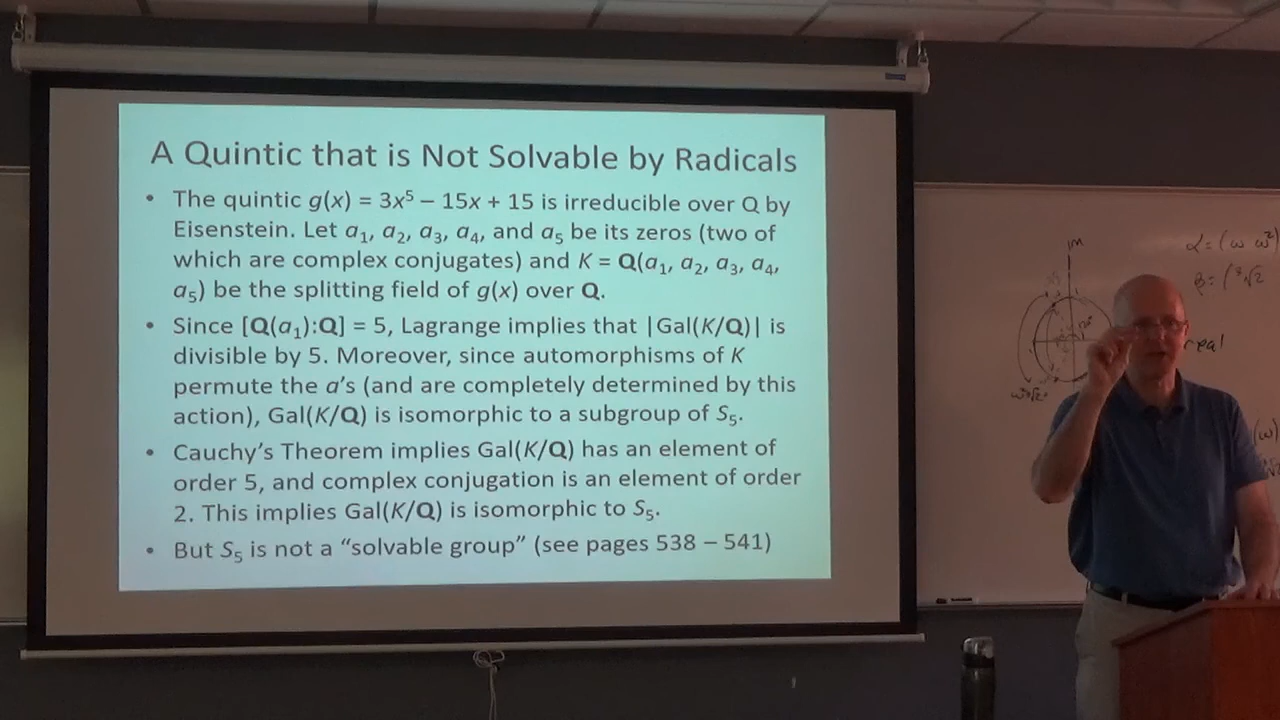 A Quintic that is Not Solvable by Radicals
• The quintic g(x) = 3x⁵ − 15x + 15 is irreducible over Q by
Eisenstein. Let a₁, a₂, a₃, a₄, and a₅ be its zeros (two of
which are complex conjugates) and K = Q(a₁, a₂, a₃, a₄,
a₅) be the splitting field of g(x) over Q.
• Since [Q(a₁):Q] = 5, Lagrange implies that |Gal(K/Q)| is
divisible by 5. Moreover, since automorphisms of K
permute the a's (and are completely determined by this
action), Gal(K/Q) is isomorphic to a subgroup of S₅.
• Cauchy's Theorem implies Gal(K/Q) has an element of
order 5, and complex conjugation is an element of order
2. This implies Gal(K/Q) is isomorphic to S₅.
• But S₅ is not a “solvable group” (see pages 538 – 541)
Im
α = (ω ω²)
β = (³√2
real
(ω)